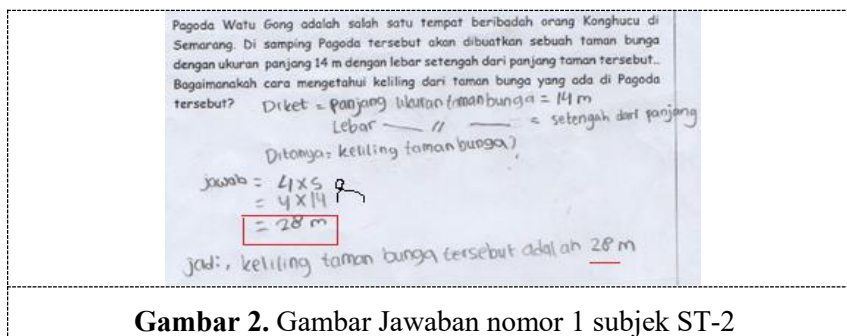 Pagoda Watu Gong adalah salah satu tempat beribadah orang Konghucu di
Semarang. Di samping Pagoda tersebut akan dibuatkan sebuah taman bunga
dengan ukuran panjang 14 m dengan lebar setengah dari panjang taman tersebut..
Bagaimanakah cara mengetahui keliling dari taman bunga yang ada di Pagoda
tersebut?
Diket = panjang ukuran taman bunga = 14 m
Lebar — 〃 — = setengah dari panjang
Ditanya = keliling taman bunga?
jawab = 4 x s
= 4 x 14
= 28 m
jadi, keliling taman bunga tersebut adalah 28 m
Gambar 2. Gambar Jawaban nomor 1 subjek ST-2